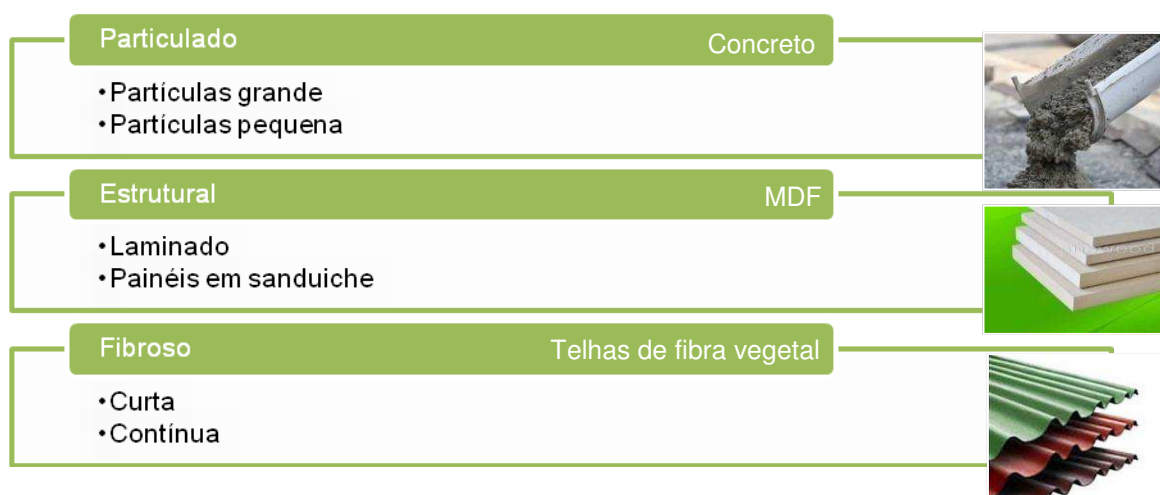 Particulado Concreto
•Partículas grande
•Partículas pequena
Estrutural MDF
•Laminado
•Painéis em sanduiche
Fibroso Telhas de fibra vegetal
•Curta
•Contínua